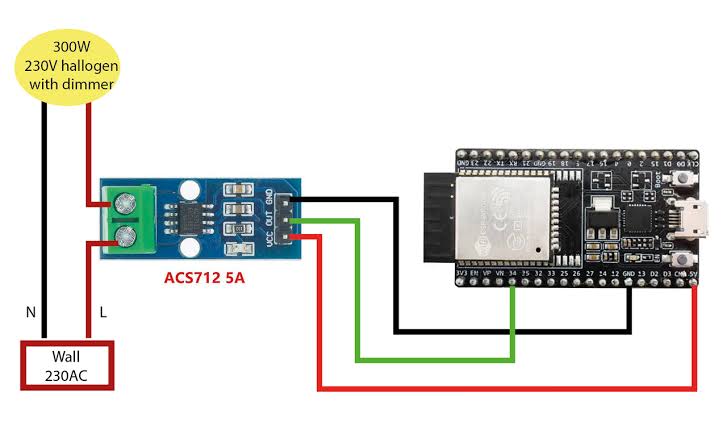 300W
230V hallogen
with dimmer
GND
OUT
VCC
ACS712 5A
N
L
Wall
230AC
GND 23 22 TX RX 21 GND 19 18 5 17 16 4 0 2 15 D1 D0 CLK
Boot
3V3 EN VP VN 34 35 32 33 25 26 27 14 12 GND 13 D2 D3 CMD 5V